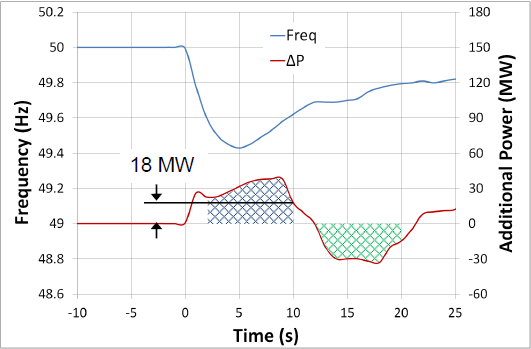 50.2
50
49.8
49.6
49.4
49.2
49
48.8
48.6
Frequency (Hz)
Freq
ΔP
18 MW
180
150
120
90
60
30
0
-30
-60
Additional Power (MW)
-10 -5 0 5 10 15 20 25
Time (s)